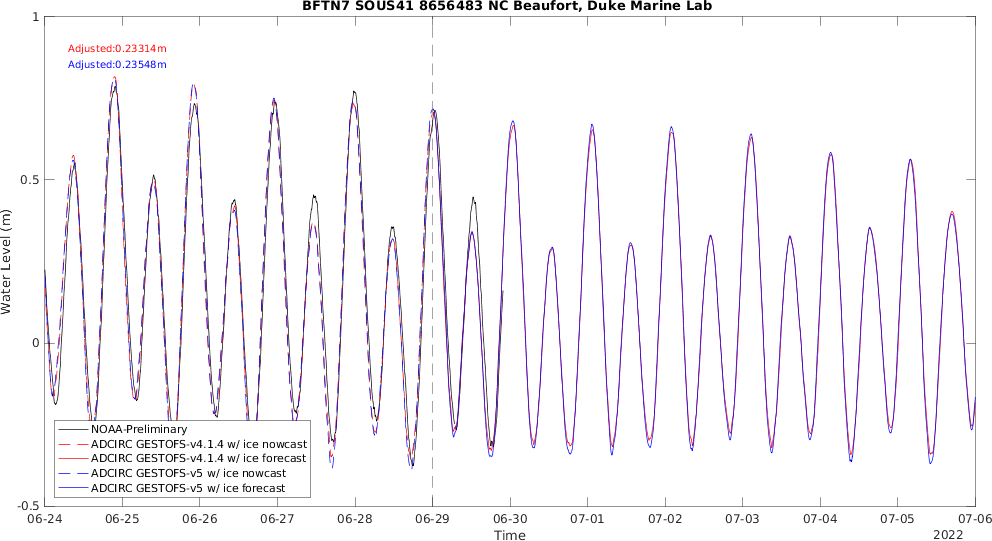 BFTN7 SOUS41 8656483 NC Beaufort, Duke Marine Lab
1
Adjusted:0.23314m
Adjusted:0.23548m
0.5
Water Level (m)
0
NOAA-Preliminary
ADCIRC GESTOFS-v4.1.4 w/ ice nowcast
ADCIRC GESTOFS-v4.1.4 w/ ice forecast
ADCIRC GESTOFS-v5 w/ ice nowcast
ADCIRC GESTOFS-v5 w/ ice forecast
-0.5
06-24 06-25 06-26 06-27 06-28 06-29 06-30 07-01 07-02 07-03 07-04 07-05 07-06
Time
2022